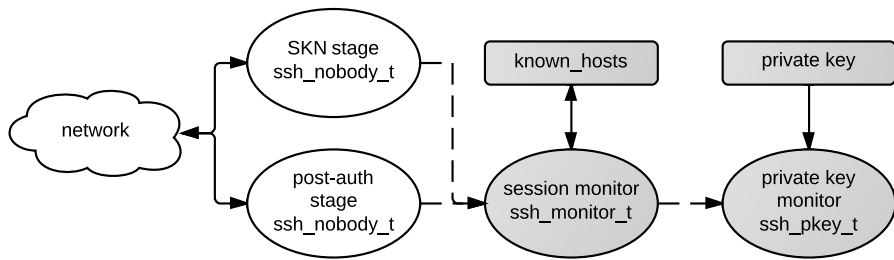 network
SKN stage
ssh_nobody_t
post-auth
stage
ssh_nobody_t
known_hosts
session monitor
ssh_monitor_t
private key
private key
monitor
ssh_pkey_t